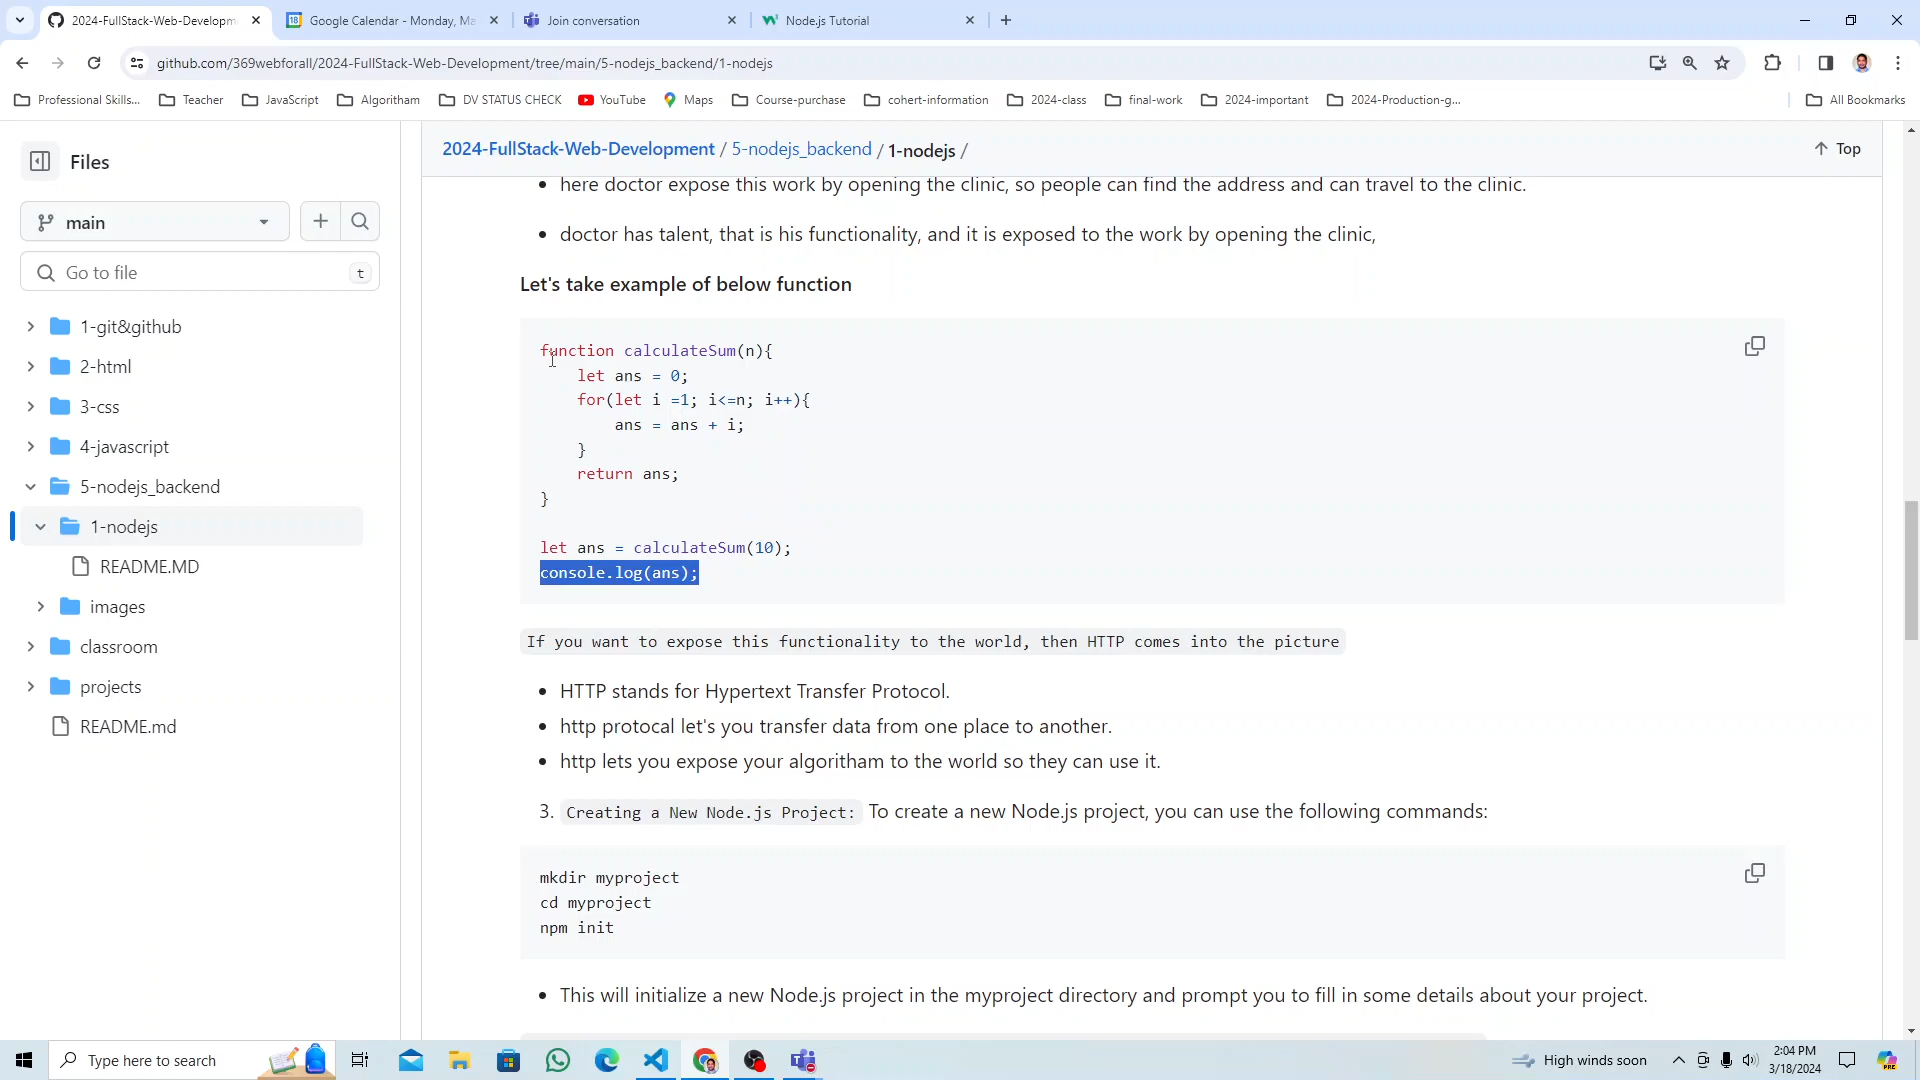 2024-FullStack-Web-Developm
Google Calendar - Monday, Ma
Join conversation
Node.js Tutorial
github.com/369webforall/2024-FullStack-Web-Development/tree/main/5-nodejs_backend/1-nodejs
Professional Skills...
Teacher
JavaScript
Algoritham
DV STATUS CHECK
YouTube
Maps
Course-purchase
cohert-information
2024-class
final-work
2024-important
2024-Production-g...
All Bookmarks
Files
main
Go to file
t
1-git&github
2-html
3-css
4-javascript
5-nodejs_backend
1-nodejs
README.MD
images
classroom
projects
README.md
2024-FullStack-Web-Development / 5-nodejs_backend / 1-nodejs /
Top
here doctor expose this work by opening the clinic, so people can find the address and can travel to the clinic.
doctor has talent, that is his functionality, and it is exposed to the work by opening the clinic,
Let's take example of below function
function calculateSum(n){
let ans = 0;
for(let i =1; i<=n; i++){
ans = ans + i;
}
return ans;
}
let ans = calculateSum(10);
console.log(ans);
If you want to expose this functionality to the world, then HTTP comes into the picture
HTTP stands for Hypertext Transfer Protocol.
http protocal let's you transfer data from one place to another.
http lets you expose your algoritham to the world so they can use it.
3. Creating a New Node.js Project: To create a new Node.js project, you can use the following commands:
mkdir myproject
cd myproject
npm init
This will initialize a new Node.js project in the myproject directory and prompt you to fill in some details about your project.
Type here to search
High winds soon
2:04 PM
3/18/2024